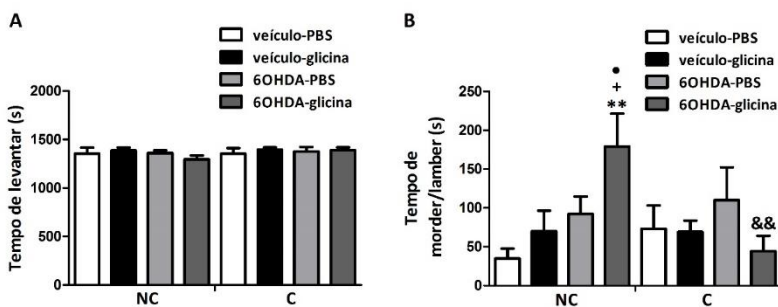 A
veículo-PBS
veículo-glicina
6OHDA-PBS
6OHDA-glicina
Tempo de levantar (s)
2000
1500
1000
500
0
NC
C
B
veículo-PBS
veículo-glicina
6OHDA-PBS
6OHDA-glicina
Tempo de
morder/lamber (s)
250
200
150
100
50
0
•
+
**
&&
NC
C